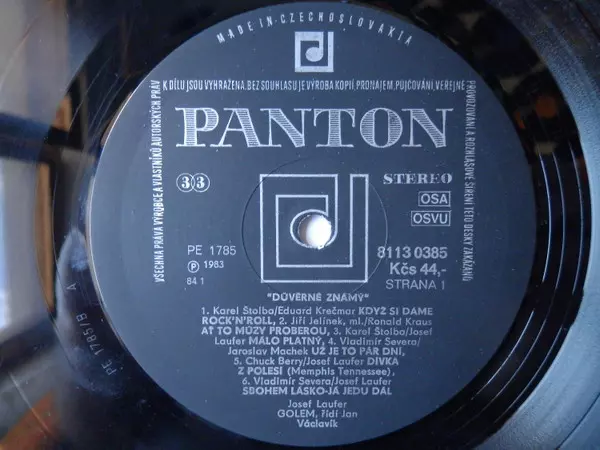 MADE IN CZECHOSLOVAKIA
VŠECHNA PRÁVA VÝROBCE A VLASTNÍKŮ AUTORSKÝCH PRÁV K DÍLU JSOU VYHRAŽENA. BEZ SOUHLASU JE VÝROBA KOPIÍ, PRONÁJEM, PŮJČOVÁNÍ, VEŘEJNÉ PROVOZOVÁNÍ A ROZHLASOVÉ ŠÍŘENÍ TÉTO DESKY ZAKÁZÁNO
PANTON
33 STEREO
OSA
OSVU
PE 1785 8113 0385
Ⓟ 1983 Kčs 44,-
84 1 STRANA 1
"DŮVĚRNĚ ZNÁMÝ"
1. Karel Štolba/Eduard Krečmar KDYŽ SI DÁME
ROCK'N'ROLL, 2. Jiří Jelínek, ml./Ronald Kraus
AŤ TO MŮZY PROBEROU, 3. Karel Štolba/Josef
Laufer MÁLO PLATNÝ, 4. Vladimír Severa/
Jaroslav Machek UŽ JE TO PÁR DNÍ,
5. Chuck Berry/Josef Laufer DÍVKA
Z POLESÍ (Memphis Tennessee),
6. Vladimír Severa/Josef Laufer
SBOHEM LÁSKO-JÁ JEDU DÁL
Josef Laufer
GOLEM, řídí Jan
Václavík
PE 1785/B A